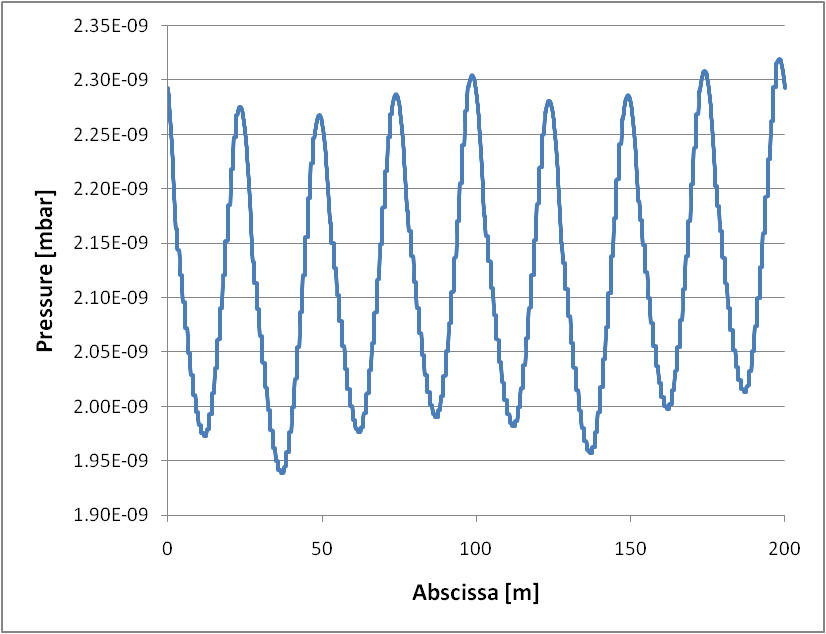 2.35E-09
2.30E-09
2.25E-09
2.20E-09
2.15E-09
2.10E-09
2.05E-09
2.00E-09
1.95E-09
1.90E-09
Pressure [mbar]
0 50 100 150 200
Abscissa [m]